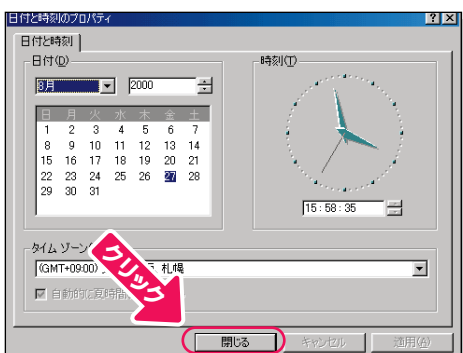 日付と時刻のプロパティ
日付と時刻
日付(D)
時刻(T)
8月
2000
日 月 火 水 木 金 土
1 2 3 4 5 6 7
8 9 10 11 12 13 14
15 16 17 18 19 20 21
22 23 24 25 26 27 28
29 30 31
15:58:35
タイム ゾーン
(GMT+09:00)
札幌
クリック
自動的に夏時間
閉じる
キャンセル
適用(A)